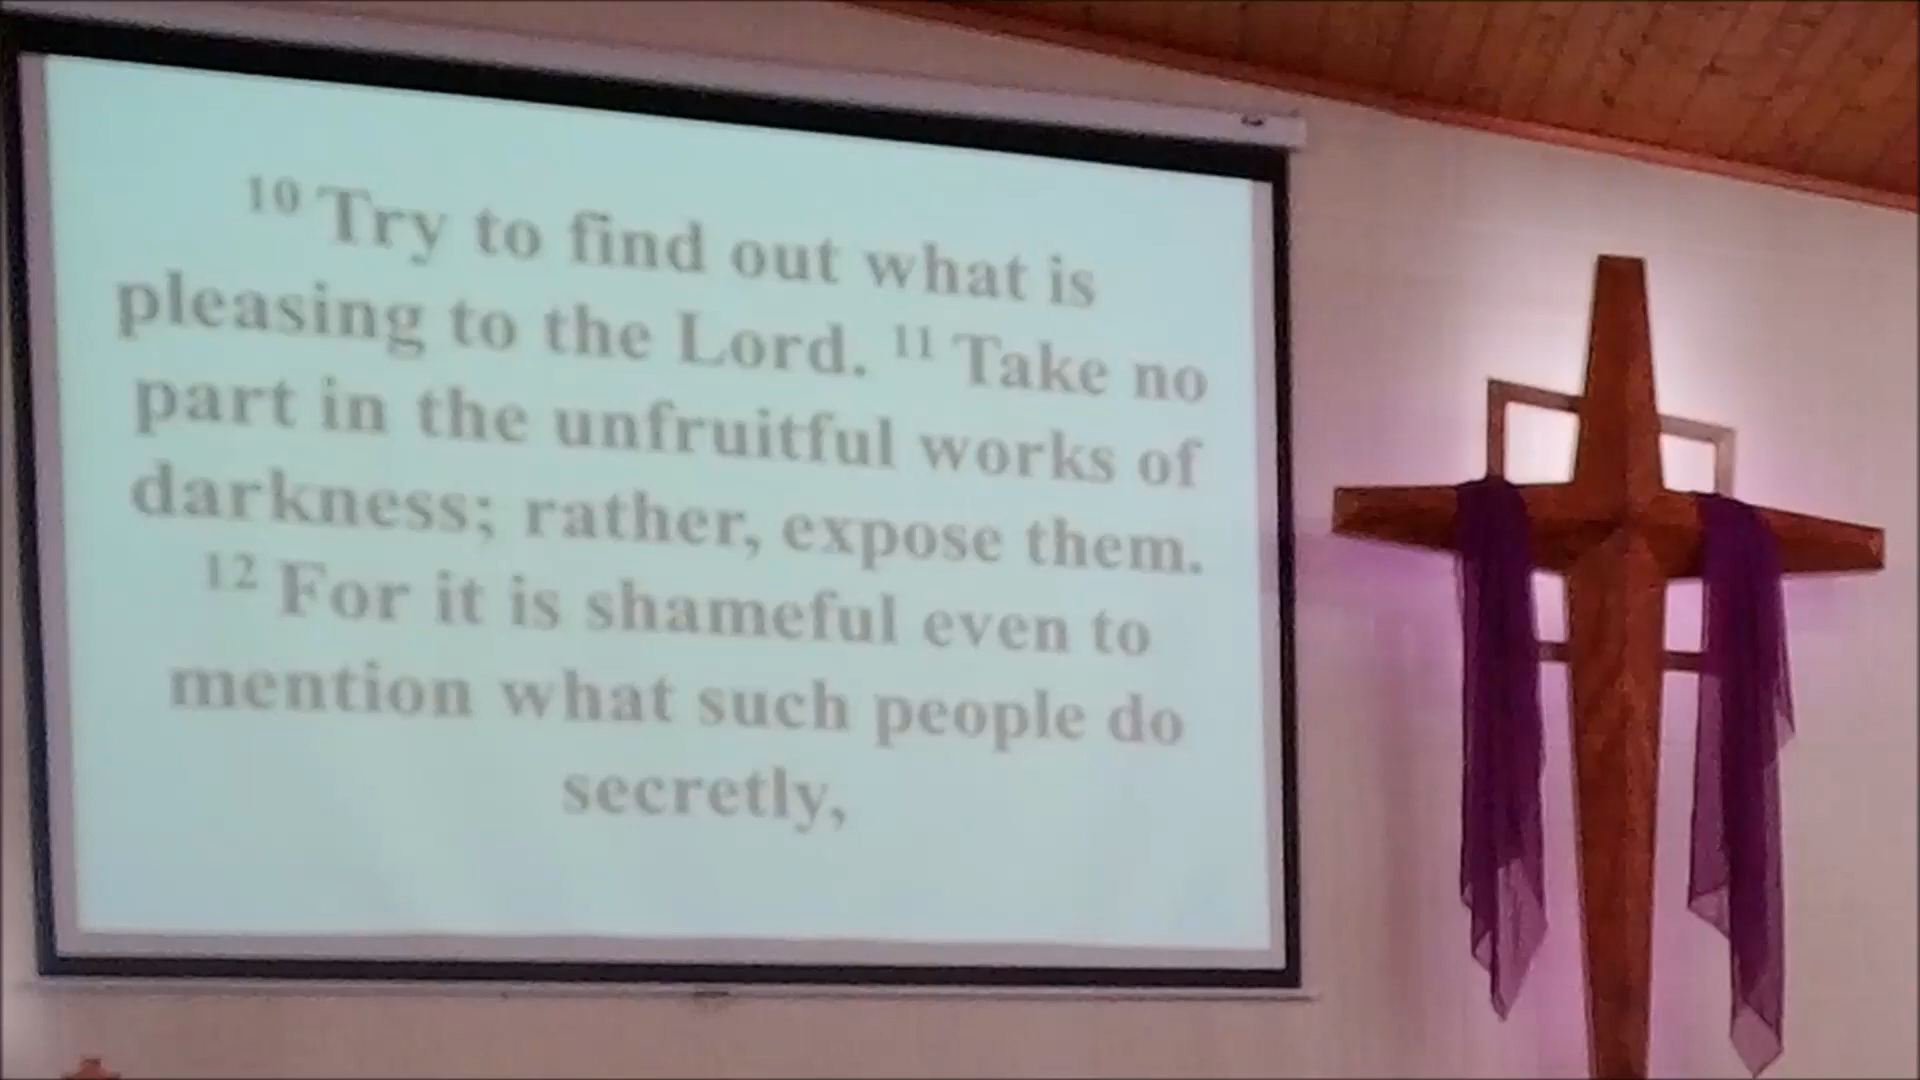 10 Try to find out what is
pleasing to the Lord. 11 Take no
part in the unfruitful works of
darkness; rather, expose them.
12 For it is shameful even to
mention what such people do
secretly,